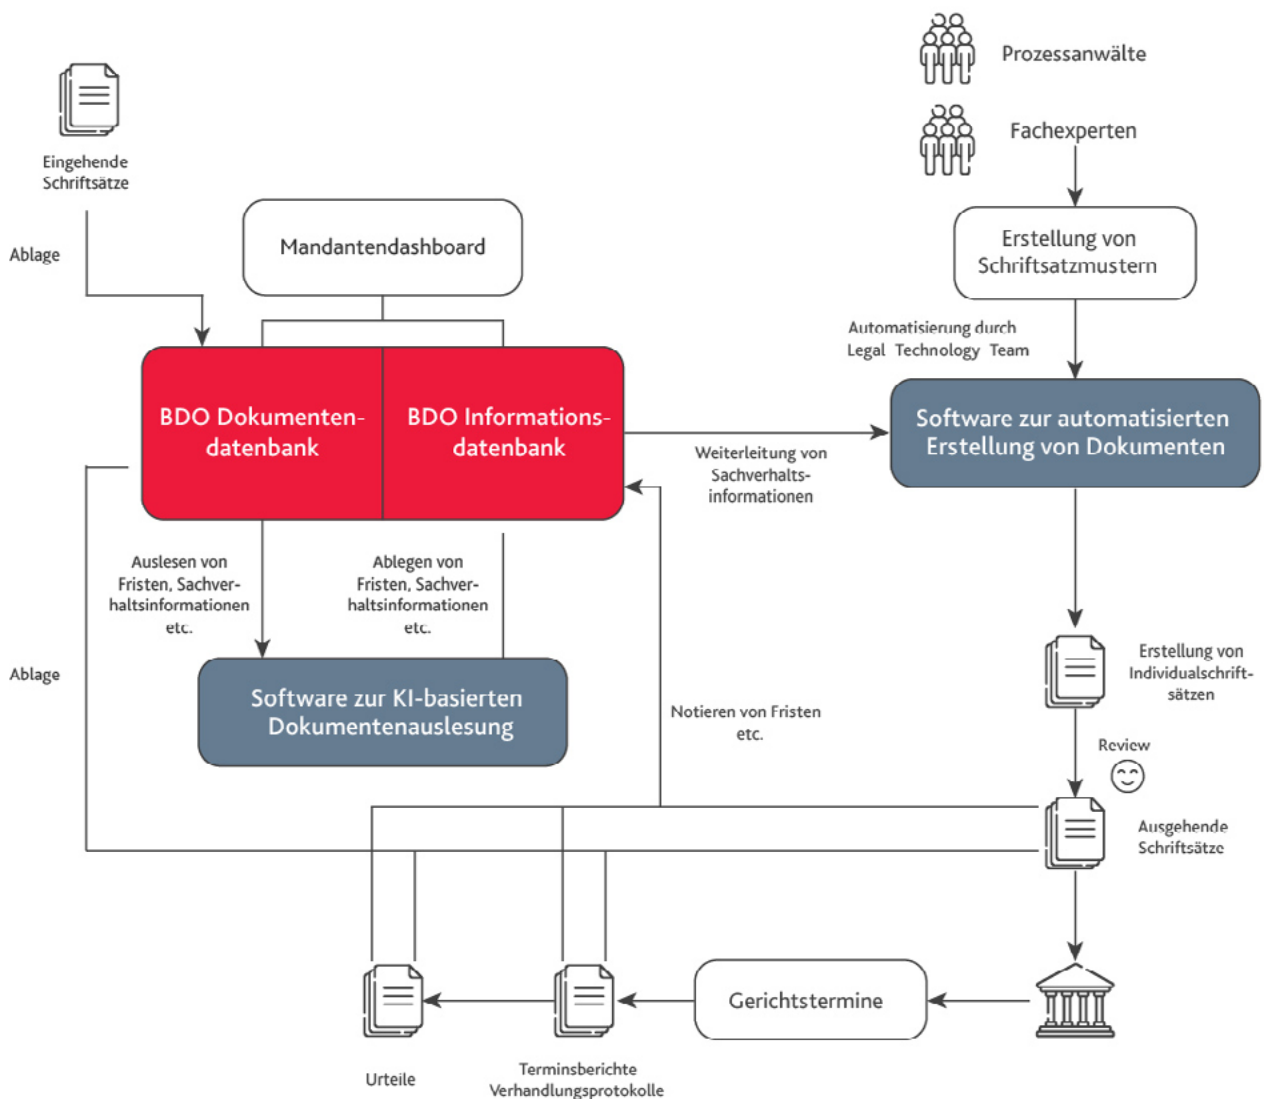 Prozessanwälte
Fachexperten
Eingehende
Schriftsätze
Ablage
Mandantendashboard
Erstellung von
Schriftsatzmustern
Automatisierung durch
Legal Technology Team
BDO Dokumenten-
datenbank
BDO Informations-
datenbank
Software zur automatisierten
Erstellung von Dokumenten
Weiterleitung von
Sachverhalts-
informationen
Auslesen von
Fristen, Sachver-
haltsinformationen
etc.
Ablegen von
Fristen, Sachver-
haltsinformationen
etc.
Ablage
Software zur KI-basierten
Dokumentenauslesung
Notieren von Fristen
etc.
Erstellung von
Individualschrift-
sätzen
Review
Ausgehende
Schriftsätze
Gerichtstermine
Urteile
Terminsberichte
Verhandlungsprotokolle